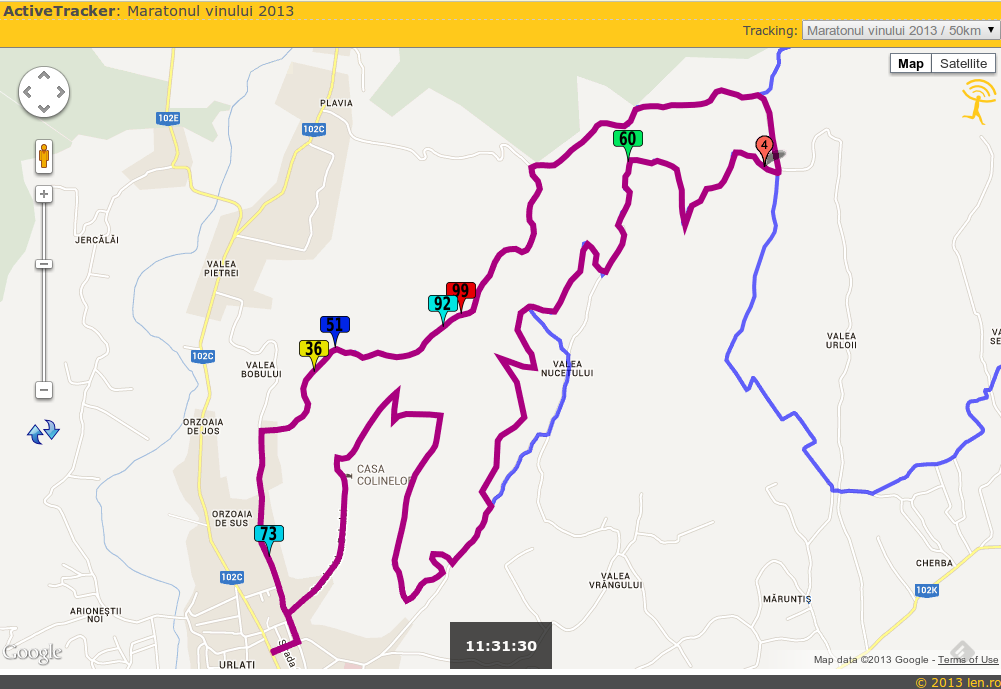 ActiveTracker: Maratonul vinului 2013
Tracking: Maratonul vinului 2013 / 50km
Map Satellite
PLAVIA
102E
102C
60
4
JERCĂLĂI
VALEA
PIETREI
99
92
51
36
102C
VALEA
BOBULUI
VALEA
NUCETULUI
VALEA
URLOII
VA
SE
ORZOAIA
DE JOS
CASA
COLINELOR
ORZOAIA
DE SUS
73
102C
VALEA
VRÂNGULUI
CHERBA
102K
MĂRUNȚIȘ
ARIONEȘTII
NOI
11:31:30
Strada
URLATI
Google
Map data ©2013 Google - Terms of Use
© 2013 len.ro